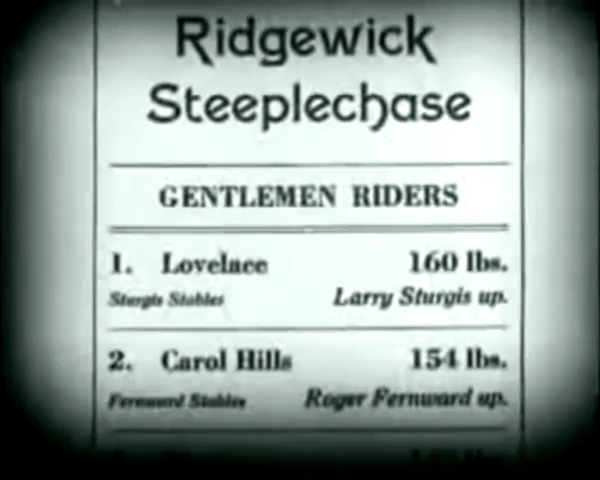 Ridgewick
Steeplechase
GENTLEMEN RIDERS
1. Lovelace 160 lbs.
Sturgis Stables Larry Sturgis up.
2. Carol Hills 154 lbs.
Fernward Stables Roger Fernward up.